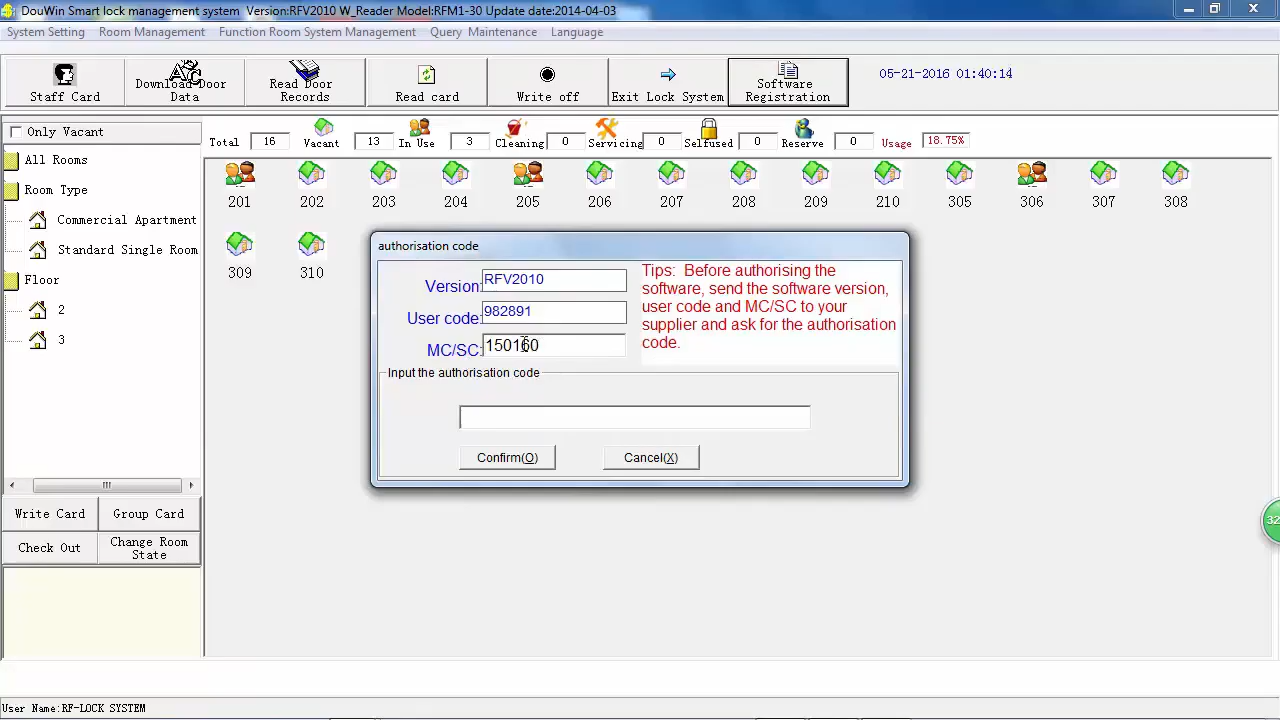 DouWin Smart lock management system Version:RFV2010 W_Reader Model:RFM1-30 Update date:2014-04-03
System Setting Room Management Function Room System Management Query Maintenance Language
Staff Card
Download Door Data
Read Door Records
Read card
Write off
Exit Lock System
Software Registration
05-21-2016 01:40:14
Only Vacant
Total 16 Vacant 13 In Use 3 Cleaning 0 Servicing 0 Selfused 0 Reserve 0 Usage 18.75%
All Rooms
Room Type
Commercial Apartment
Standard Single Room
Floor
2
3
201 202 203 204 205 206 207 208 209 210 305 306 307 308
309 310
authorisation code
Version: RFV2010
User code: 982891
MC/SC: 150160
Tips: Before authorising the
software, send the software version,
user code and MC/SC to your
supplier and ask for the authorisation
code.
Input the authorisation code
Confirm(O) Cancel(X)
Write Card Group Card
Check Out Change Room State
32
User Name:RF-LOCK SYSTEM